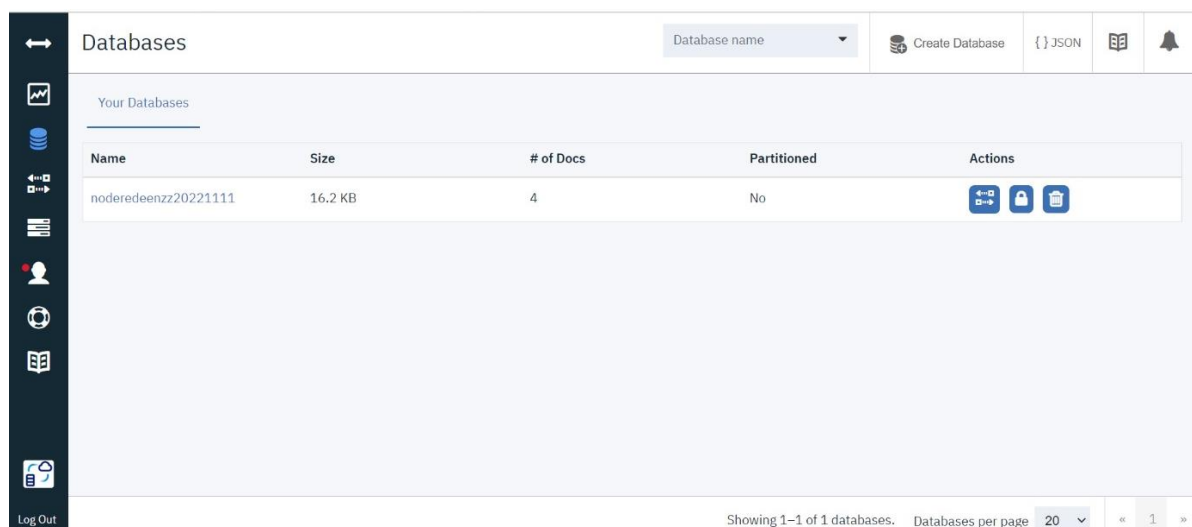 Databases
Database name
Create Database
{ } JSON
Your Databases
Name Size # of Docs Partitioned Actions
noderedeenzz20221111 16.2 KB 4 No
Log Out
Showing 1–1 of 1 databases. Databases per page 20 « 1 »